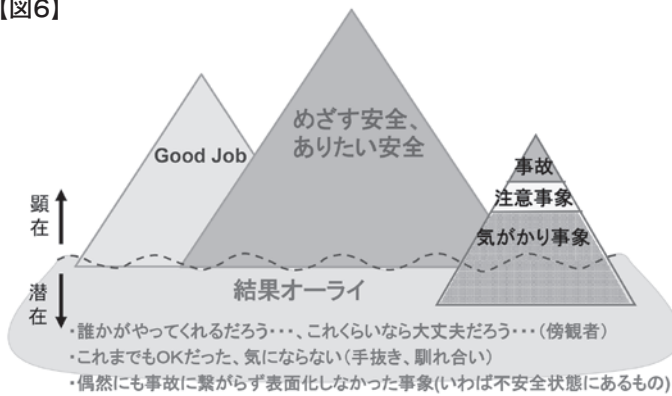 【図6】
めざす安全、
ありたい安全
Good Job
事故
注意事象
気がかり事象
顕在
潜在
結果オーライ
・誰かがやってくれるだろう・・・、これくらいなら大丈夫だろう・・・（傍観者）
・これまでもOKだった、気にならない（手抜き、馴れ合い）
・偶然にも事故に繋がらず表面化しなかった事象(いわば不安全状態にあるもの)